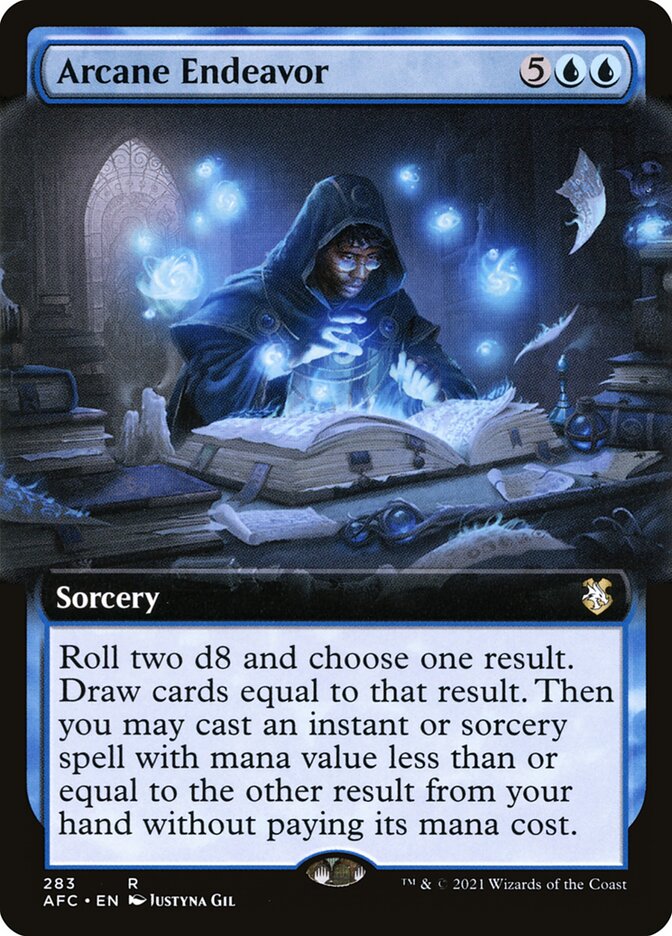 Arcane Endeavor 5
Sorcery
Roll two d8 and choose one result.
Draw cards equal to that result. Then
you may cast an instant or sorcery
spell with mana value less than or
equal to the other result from your
hand without paying its mana cost.
283 R ™ & © 2021 Wizards of the Coast
AFC • EN Justyna Gil